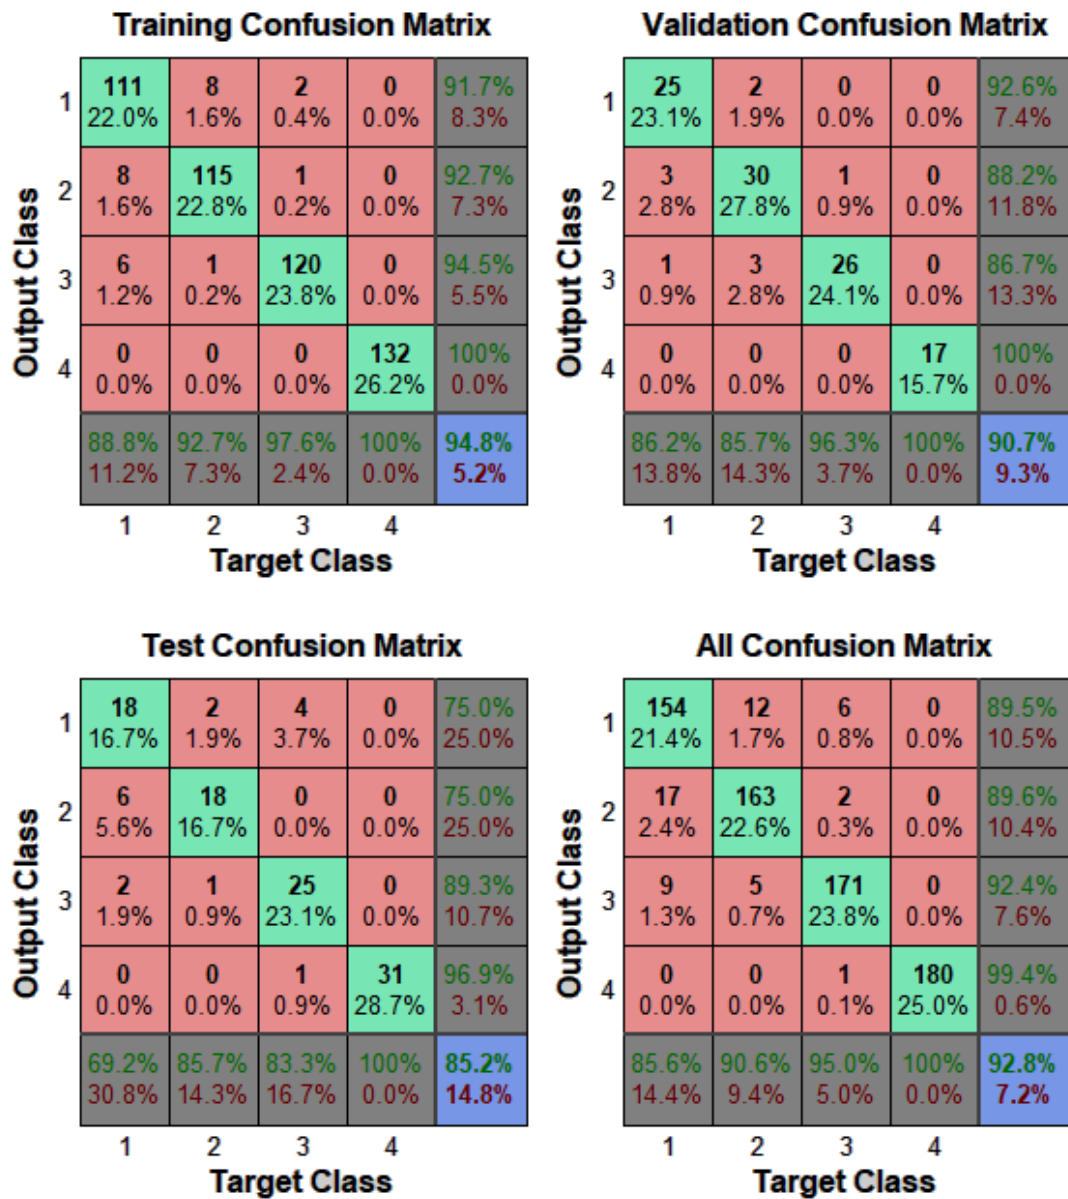 Training Confusion Matrix
Output Class
1
111 8 2 0 91.7%
22.0% 1.6% 0.4% 0.0% 8.3%
2
8 115 1 0 92.7%
1.6% 22.8% 0.2% 0.0% 7.3%
3
6 1 120 0 94.5%
1.2% 0.2% 23.8% 0.0% 5.5%
4
0 0 0 132 100%
0.0% 0.0% 0.0% 26.2% 0.0%
88.8% 92.7% 97.6% 100% 94.8%
11.2% 7.3% 2.4% 0.0% 5.2%
1 2 3 4
Target Class
Validation Confusion Matrix
Output Class
1
25 2 0 0 92.6%
23.1% 1.9% 0.0% 0.0% 7.4%
2
3 30 1 0 88.2%
2.8% 27.8% 0.9% 0.0% 11.8%
3
1 3 26 0 86.7%
0.9% 2.8% 24.1% 0.0% 13.3%
4
0 0 0 17 100%
0.0% 0.0% 0.0% 15.7% 0.0%
86.2% 85.7% 96.3% 100% 90.7%
13.8% 14.3% 3.7% 0.0% 9.3%
1 2 3 4
Target Class
Test Confusion Matrix
Output Class
1
18 2 4 0 75.0%
16.7% 1.9% 3.7% 0.0% 25.0%
2
6 18 0 0 75.0%
5.6% 16.7% 0.0% 0.0% 25.0%
3
2 1 25 0 89.3%
1.9% 0.9% 23.1% 0.0% 10.7%
4
0 0 1 31 96.9%
0.0% 0.0% 0.9% 28.7% 3.1%
69.2% 85.7% 83.3% 100% 85.2%
30.8% 14.3% 16.7% 0.0% 14.8%
1 2 3 4
Target Class
All Confusion Matrix
Output Class
1
154 12 6 0 89.5%
21.4% 1.7% 0.8% 0.0% 10.5%
2
17 163 2 0 89.6%
2.4% 22.6% 0.3% 0.0% 10.4%
3
9 5 171 0 92.4%
1.3% 0.7% 23.8% 0.0% 7.6%
4
0 0 1 180 99.4%
0.0% 0.0% 0.1% 25.0% 0.6%
85.6% 90.6% 95.0% 100% 92.8%
14.4% 9.4% 5.0% 0.0% 7.2%
1 2 3 4
Target Class